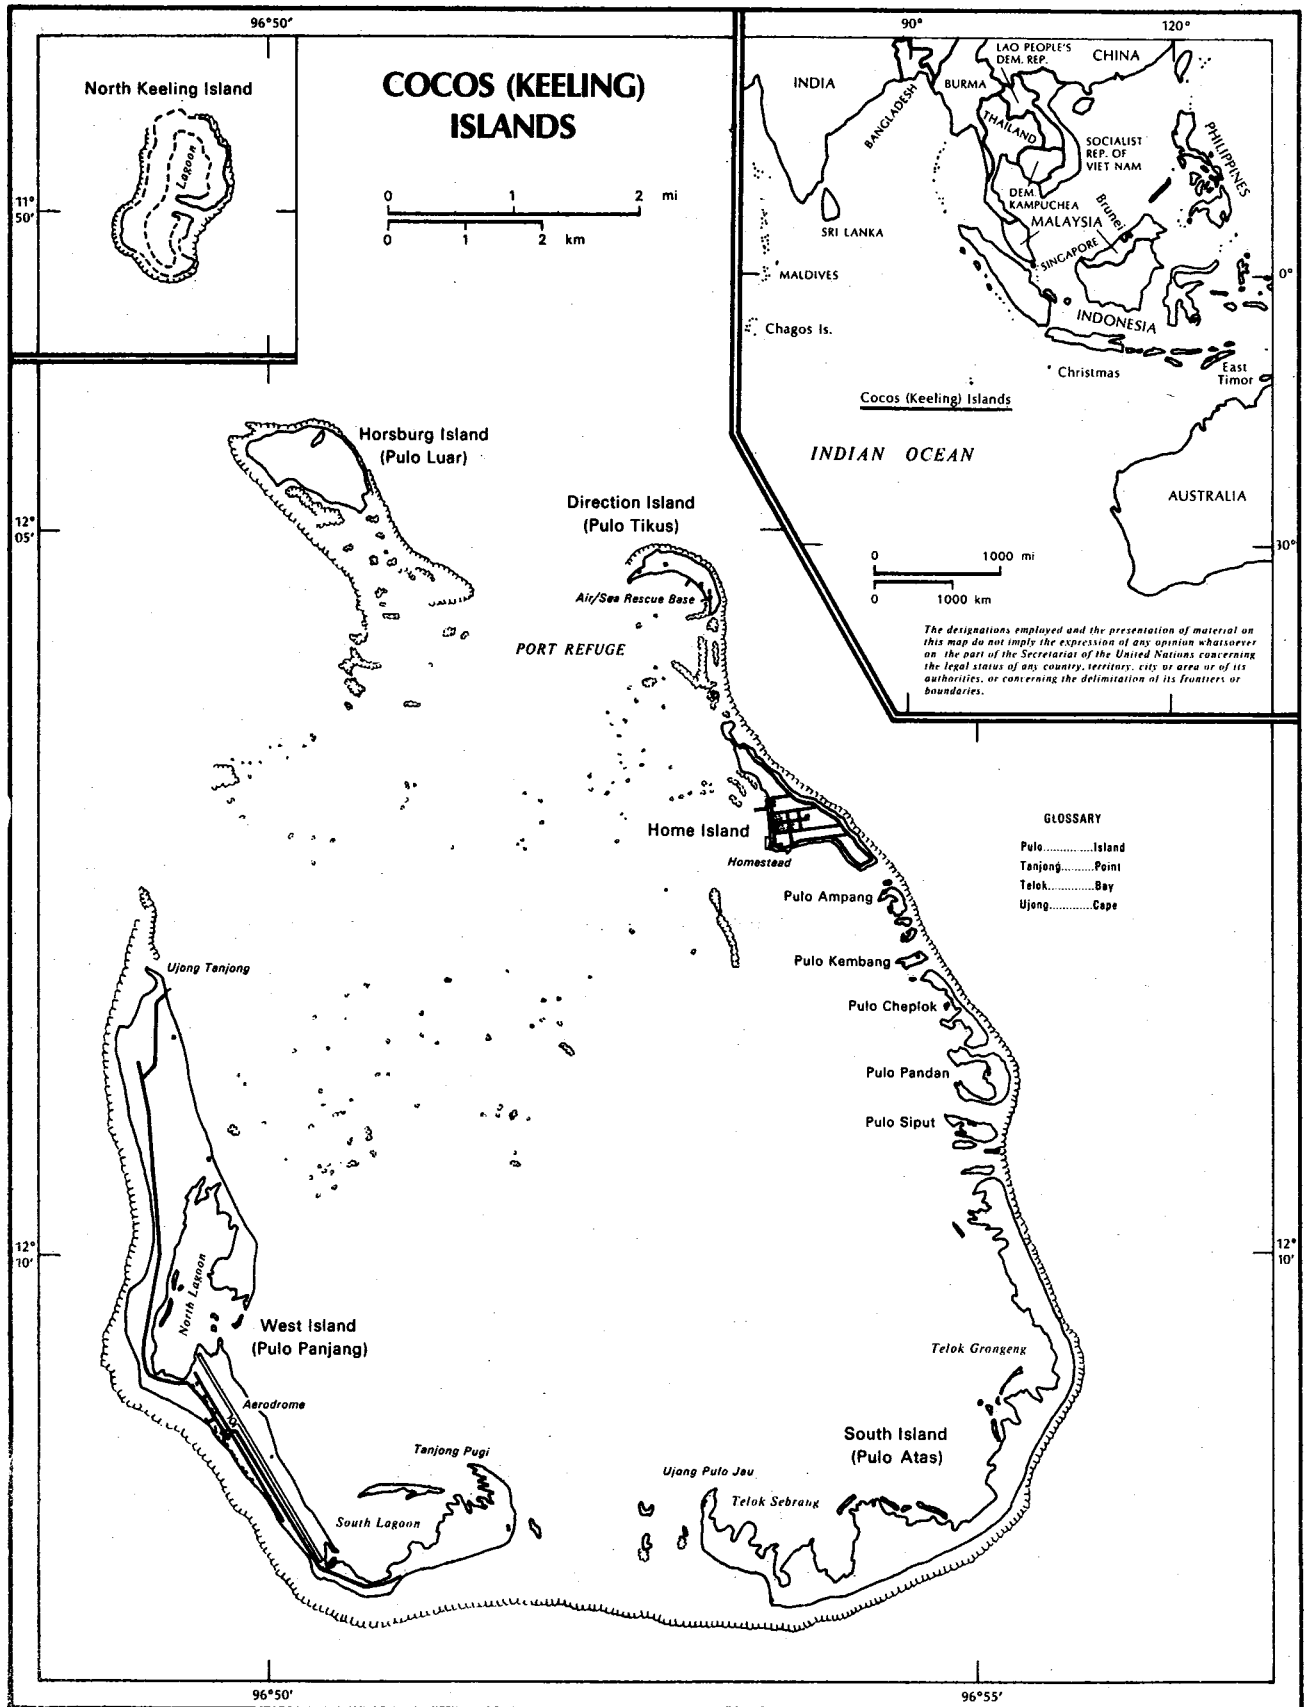 96°50'
90°
120°
North Keeling Island
Lagoon
11°
50'
COCOS (KEELING)
ISLANDS
0 1 2 mi
0 1 2 km
INDIA
BANGLADESH
BURMA
LAO PEOPLE'S
DEM. REP.
CHINA
THAILAND
SOCIALIST
REP. OF
VIET NAM
DEM.
KAMPUCHEA
PHILIPPINES
MALAYSIA
Brunei
SRI LANKA
SINGAPORE
MALDIVES
0°
INDONESIA
Chagos Is.
Christmas
East
Timor
Cocos (Keeling) Islands
INDIAN OCEAN
AUSTRALIA
30°
0 1000 mi
0 1000 km
The designations employed and the presentation of material on
this map do not imply the expression of any opinion whatsoever
on the part of the Secretariat of the United Nations concerning
the legal status of any country, territory, city or area or of its
authorities, or concerning the delimitation of its frontiers or
boundaries.
Horsburg Island
(Pulo Luar)
Direction Island
(Pulo Tikus)
12°
05'
Air/Sea Rescue Base
PORT REFUGE
Home Island
Homestead
GLOSSARY
Pulo.............Island
Tanjong.........Point
Telok.............Bay
Ujong............Cape
Pulo Ampang
Pulo Kembang
Ujong Tanjong
Pulo Cheplok
Pulo Pandan
Pulo Siput
12°
10'
12°
10'
North Lagoon
West Island
(Pulo Panjang)
Telok Grongeng
Aerodrome
South Island
(Pulo Atas)
Tanjong Pugi
Ujong Pulo Jau
Telok Sebrang
South Lagoon
96°50'
96°55'